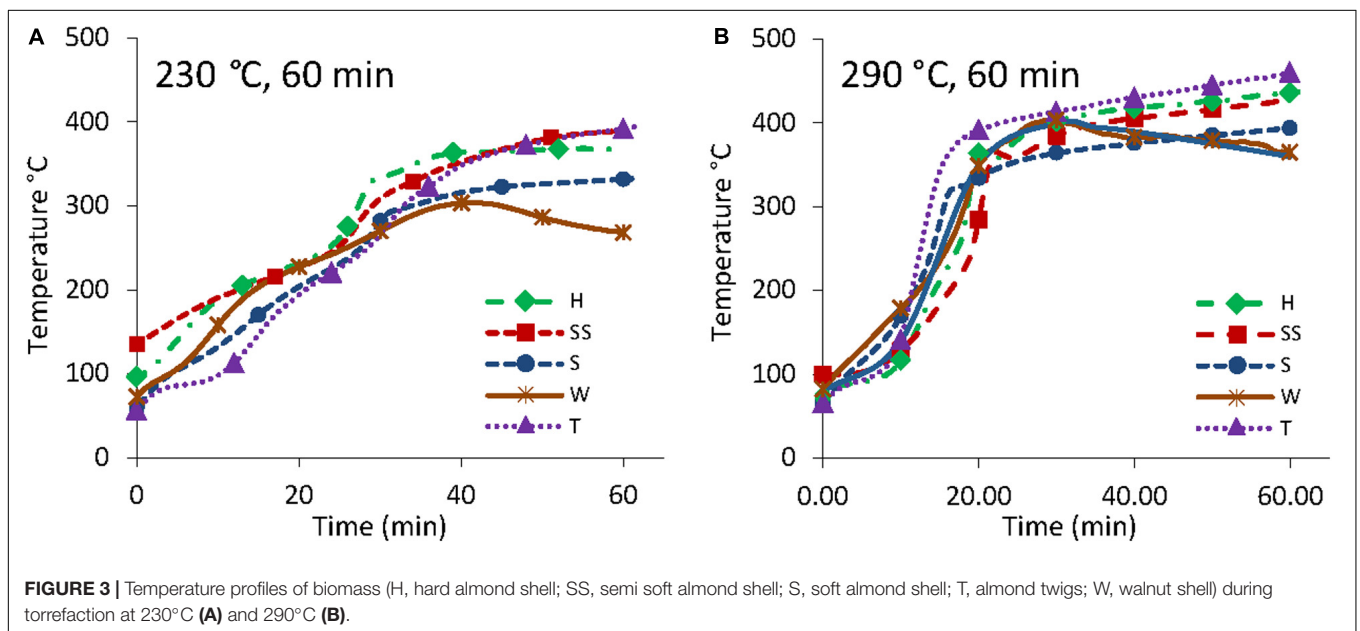 A
500
400
300
200
100
0
Temperature °C
230 °C, 60 min
H
SS
S
W
T
0
20
40
60
Time (min)
B
500
400
300
200
100
0
Temperature °C
290 °C, 60 min
H
SS
S
W
T
0.00
20.00
40.00
60.00
Time (min)
FIGURE 3 | Temperature profiles of biomass (H, hard almond shell; SS, semi soft almond shell; S, soft almond shell; T, almond twigs; W, walnut shell) during
torrefaction at 230°C (A) and 290°C (B).